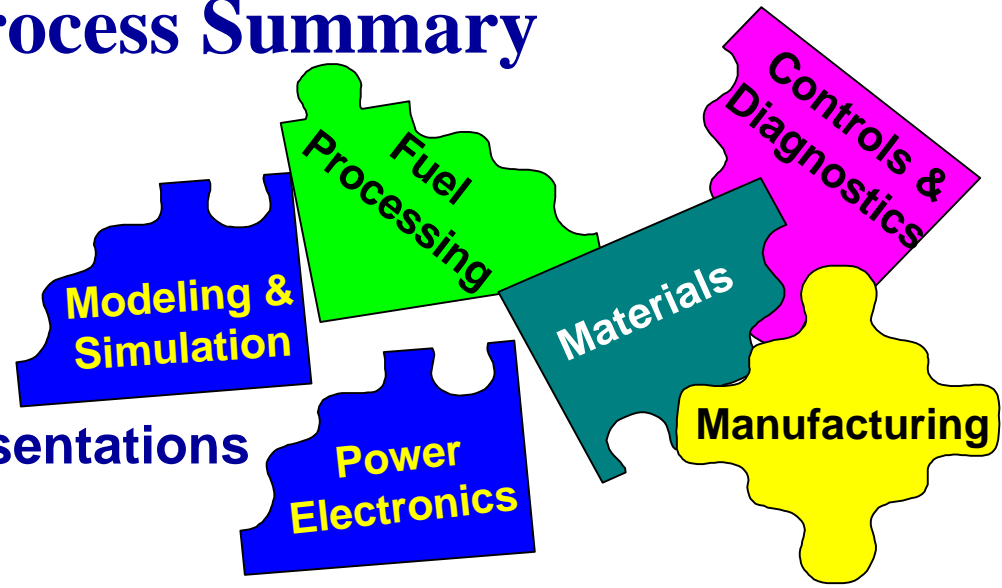 rocess Summary
Controls &
Diagnostics
Fuel
Processing
Materials
Modeling &
Simulation
Manufacturing
sentations
Power
Electronics